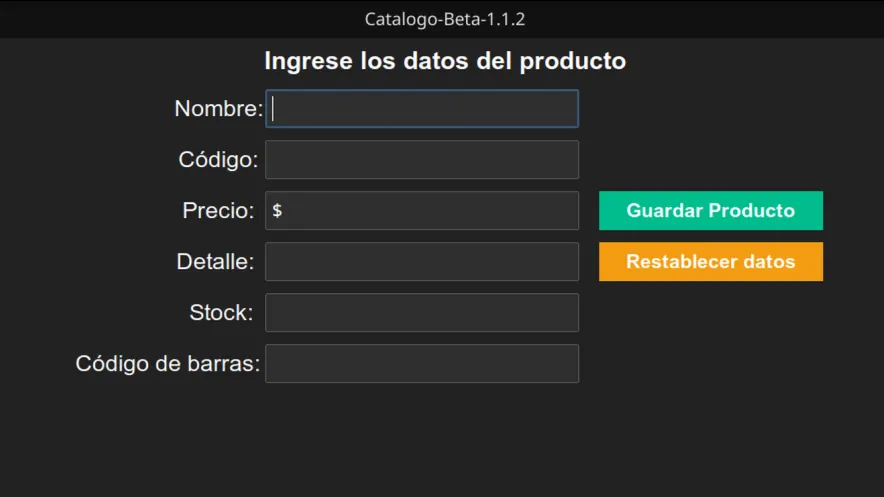 Catalogo-Beta-1.1.2
Ingrese los datos del producto
Nombre:
Código:
Precio: $
Guardar Producto
Detalle:
Restablecer datos
Stock:
Código de barras: